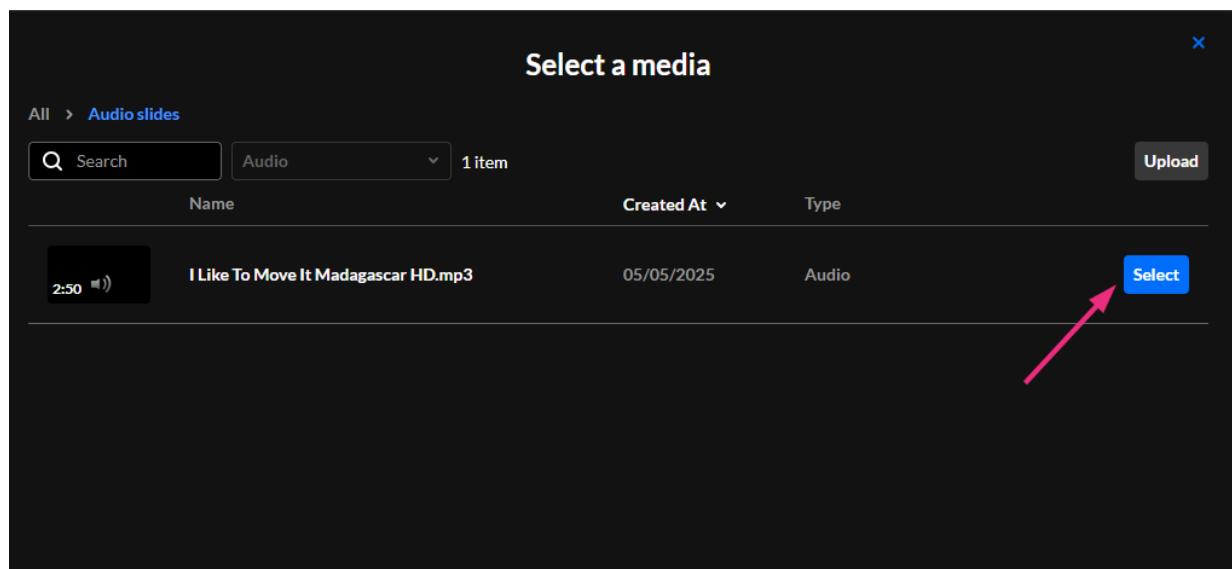 Select a media
All > Audio slides
Search Audio 1 item Upload
Name Created At Type
2:50 I Like To Move It Madagascar HD.mp3 05/05/2025 Audio Select